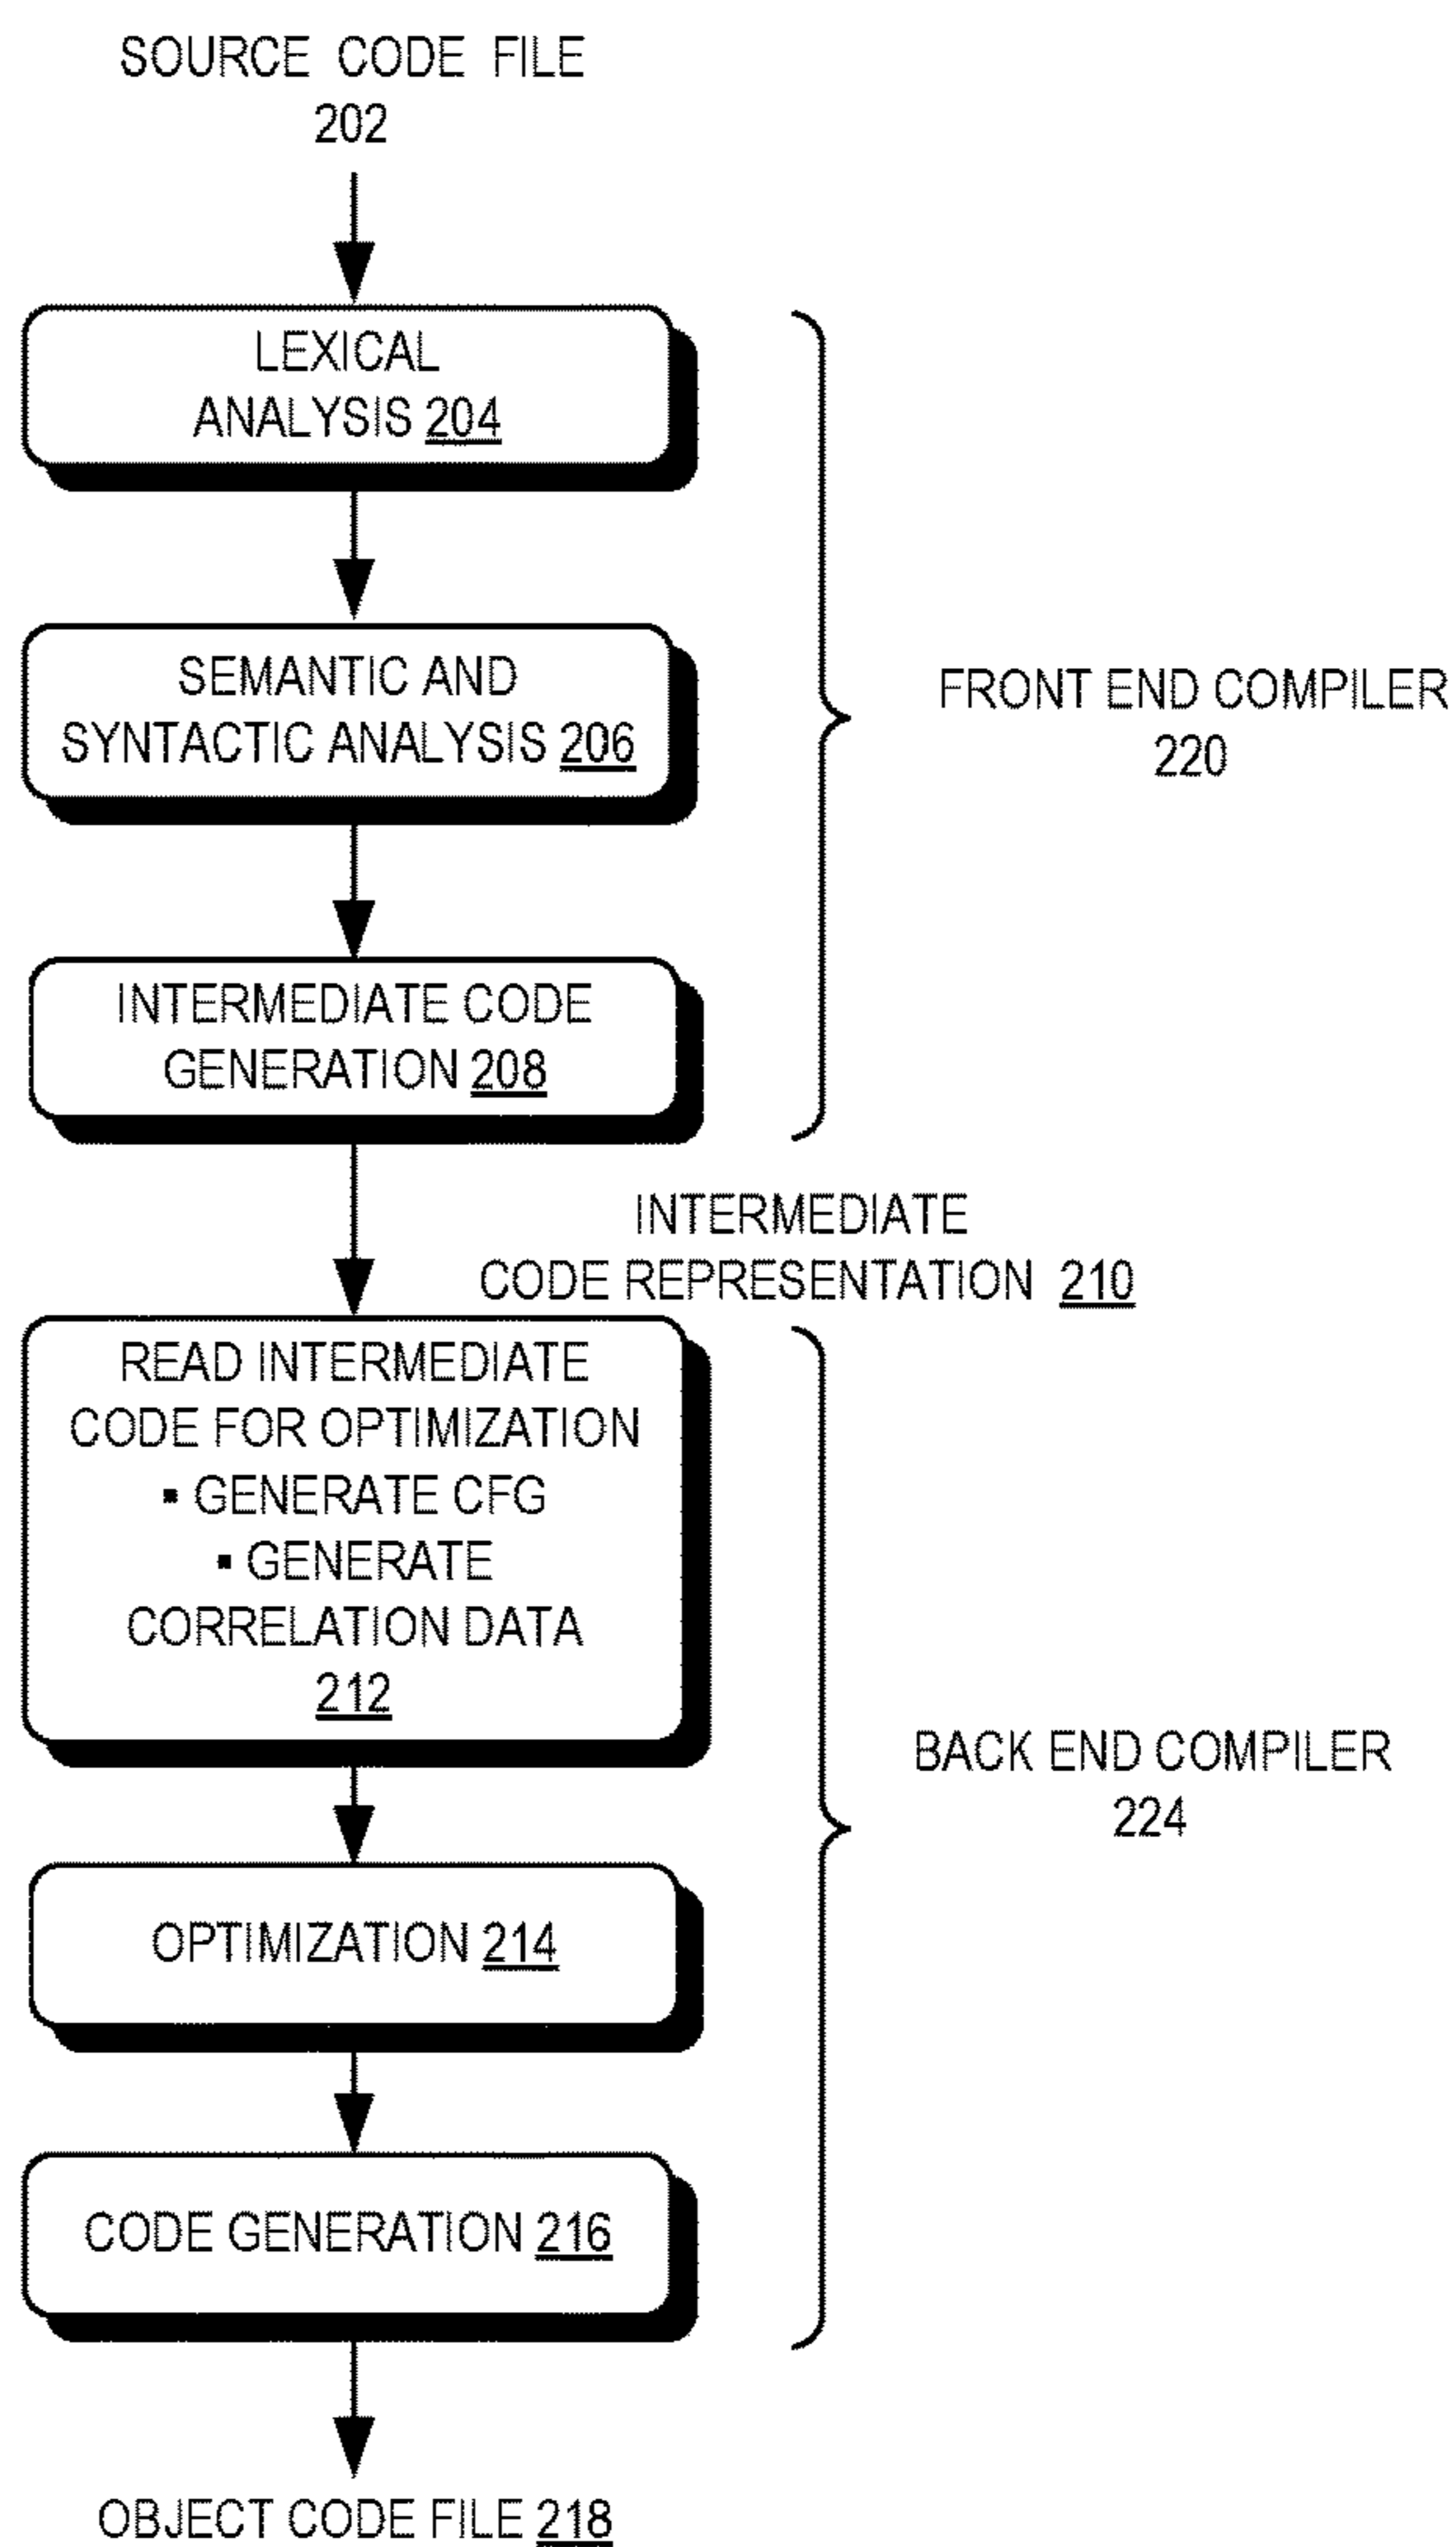 SOURCE CODE FILE
202
LEXICAL
ANALYSIS 204
SEMANTIC AND
SYNTACTIC ANALYSIS 206
FRONT END COMPILER
220
INTERMEDIATE CODE
GENERATION 208
INTERMEDIATE
CODE REPRESENTATION 210
READ INTERMEDIATE
CODE FOR OPTIMIZATION
▪ GENERATE CFG
▪ GENERATE
CORRELATION DATA
212
BACK END COMPILER
224
OPTIMIZATION 214
CODE GENERATION 216
OBJECT CODE FILE 218